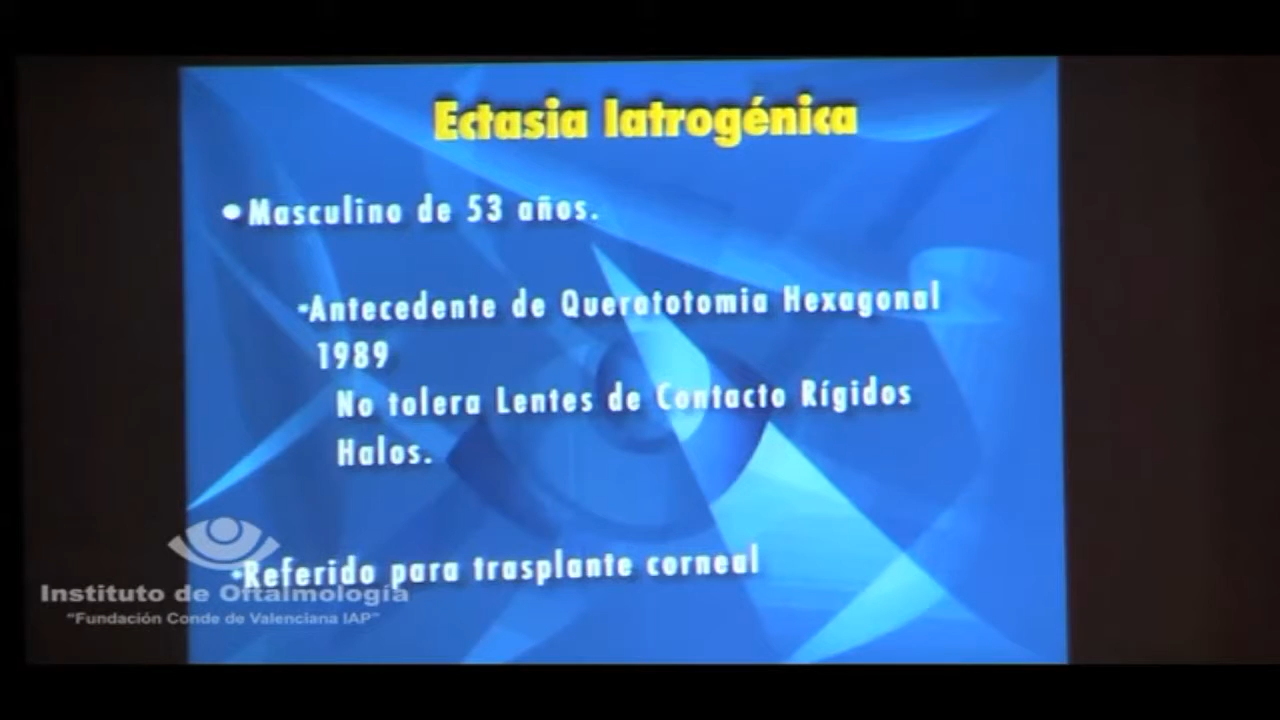 Ectasia Iatrogénica
•Masculino de 53 años.
-Antecedente de Queratotomia Hexagonal
1989
No tolera Lentes de Contacto Rígidos
Halos.
•Referido para trasplante corneal
Instituto de Oftalmología
"Fundación Conde de Valenciana IAP"